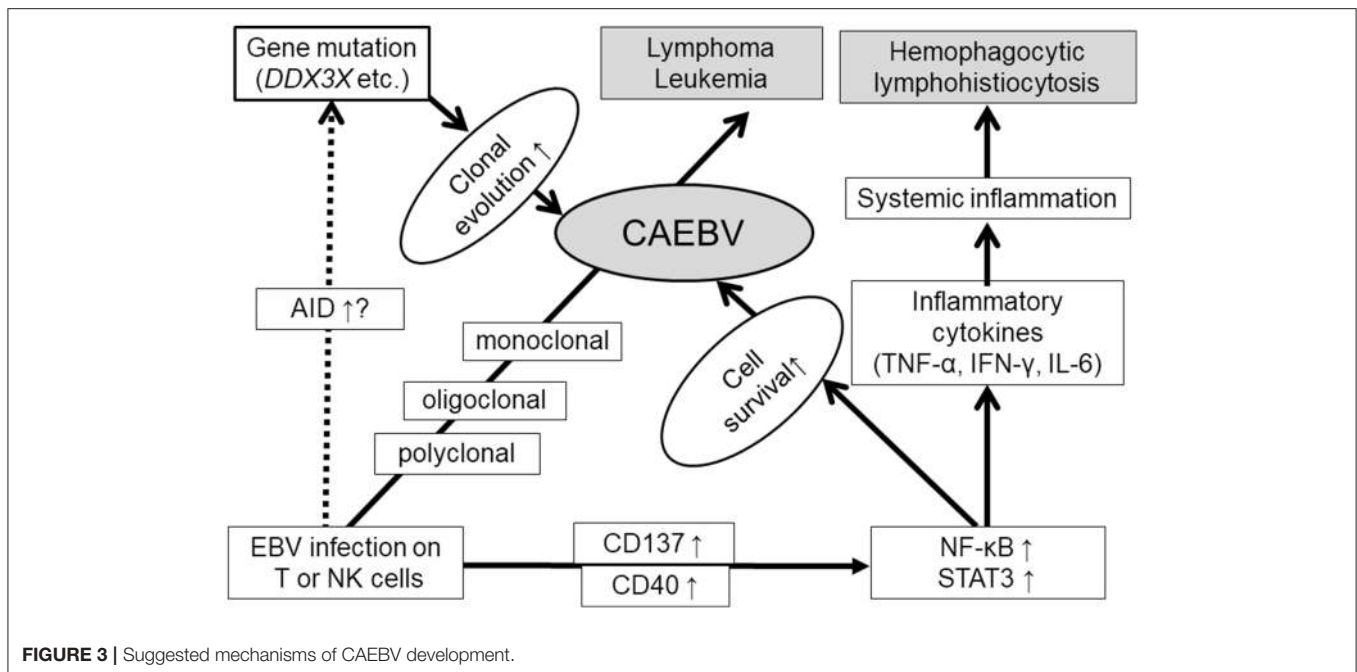 Gene mutation
(DDX3X etc.)
Lymphoma
Leukemia
Hemophagocytic
lymphohistiocytosis
Clonal
evolution ↑
Systemic inflammation
CAEBV
AID ↑?
Inflammatory
cytokines
(TNF-α, IFN-γ, IL-6)
monoclonal
Cell
survival↑
oligoclonal
polyclonal
EBV infection on
T or NK cells
CD137 ↑
CD40 ↑
NF-κB ↑
STAT3 ↑
FIGURE 3 | Suggested mechanisms of CAEBV development.